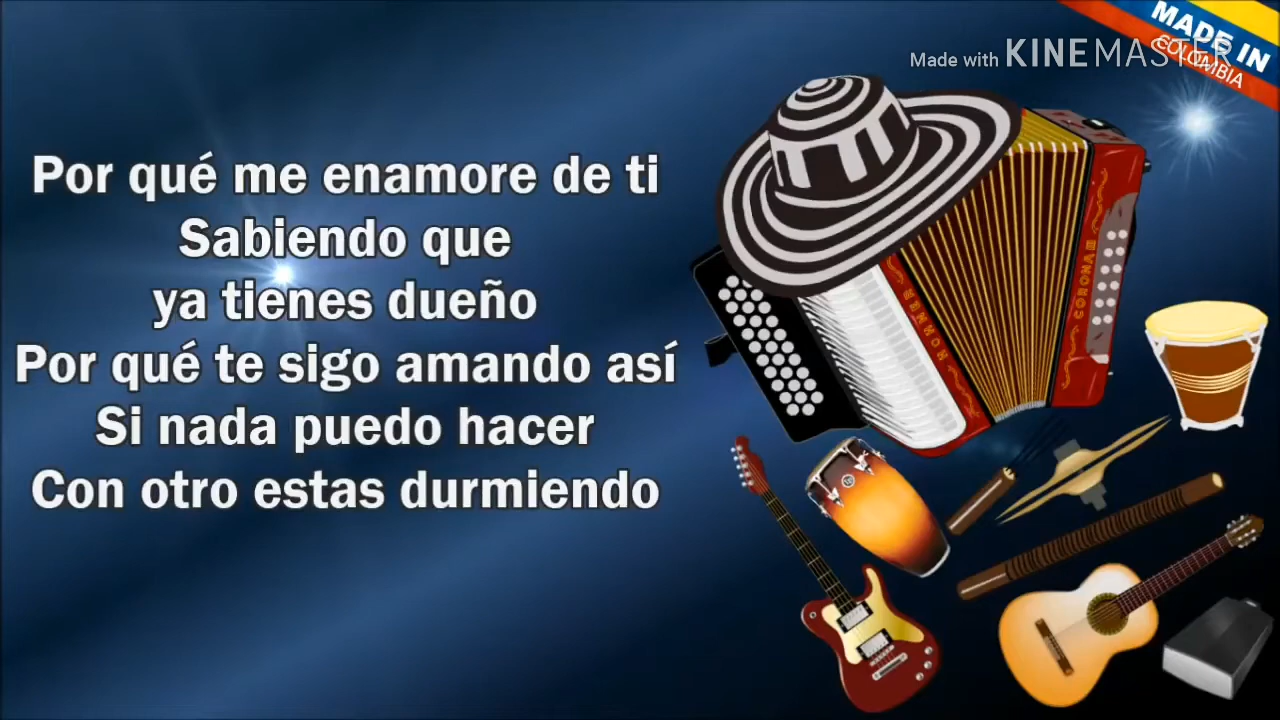 Por qué me enamore de ti
Sabiendo que
ya tienes dueño
Por qué te sigo amando así
Si nada puedo hacer
Con otro estas durmiendo
Made with KINEMASTER
MADE IN
COLOMBIA
HOHNER
CORONA III